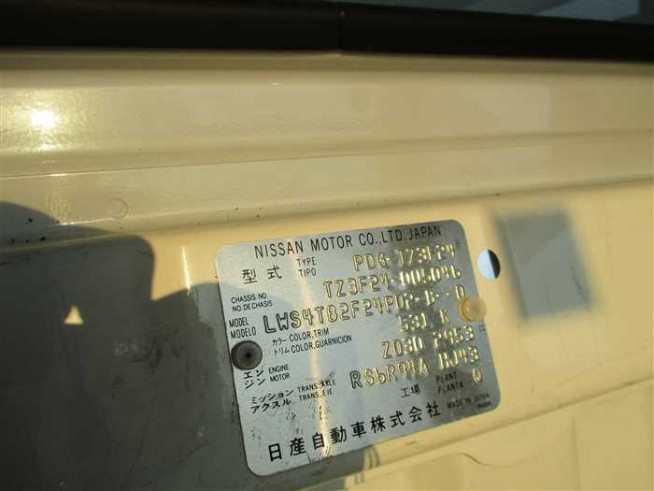 NISSAN MOTOR CO.,LTD.JAPAN
型式 TYPE TIPO PDG-TZ3F24
CHASSIS NO. NO.DE CHASIS TZ3F24-005046
MODEL MODELO LWS4TB2F24P
カラー COLOR,TRIM
トリム COLOR,GUARNICION 531 K
エンジン ENGINE MOTOR ZD30
ミッション TRANSAXLE
アクスル TRANS./EJE
工場 PLANT PLANTA
日産自動車株式会社 MADE IN JAPAN